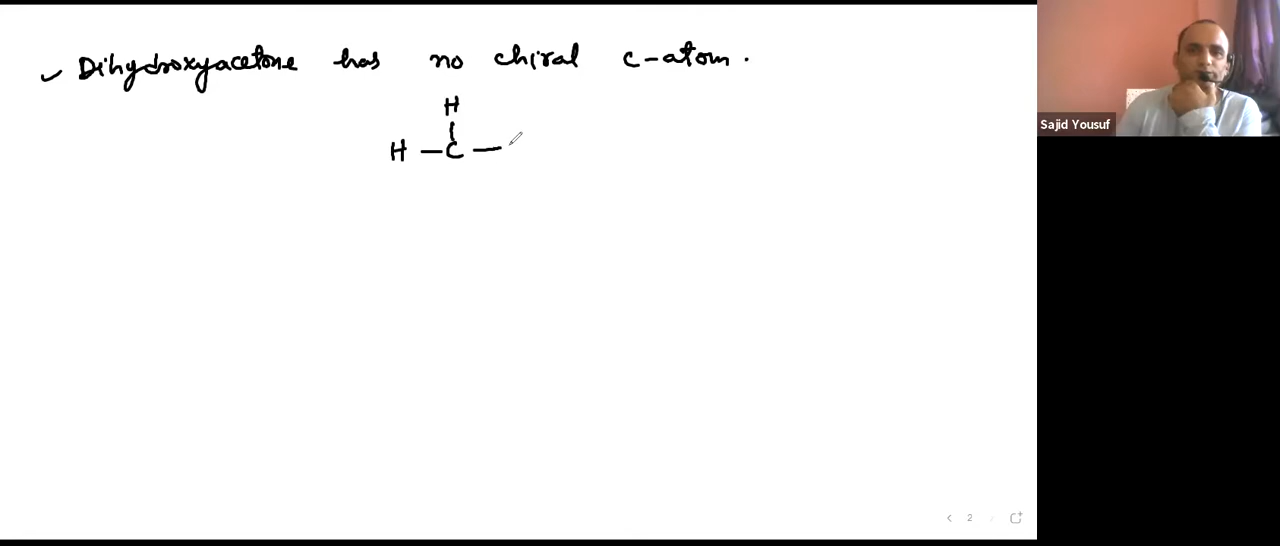 ✓ Dihydroxyacetone has no chiral c-atom.
H
H - C -
Sajid Yousuf
2